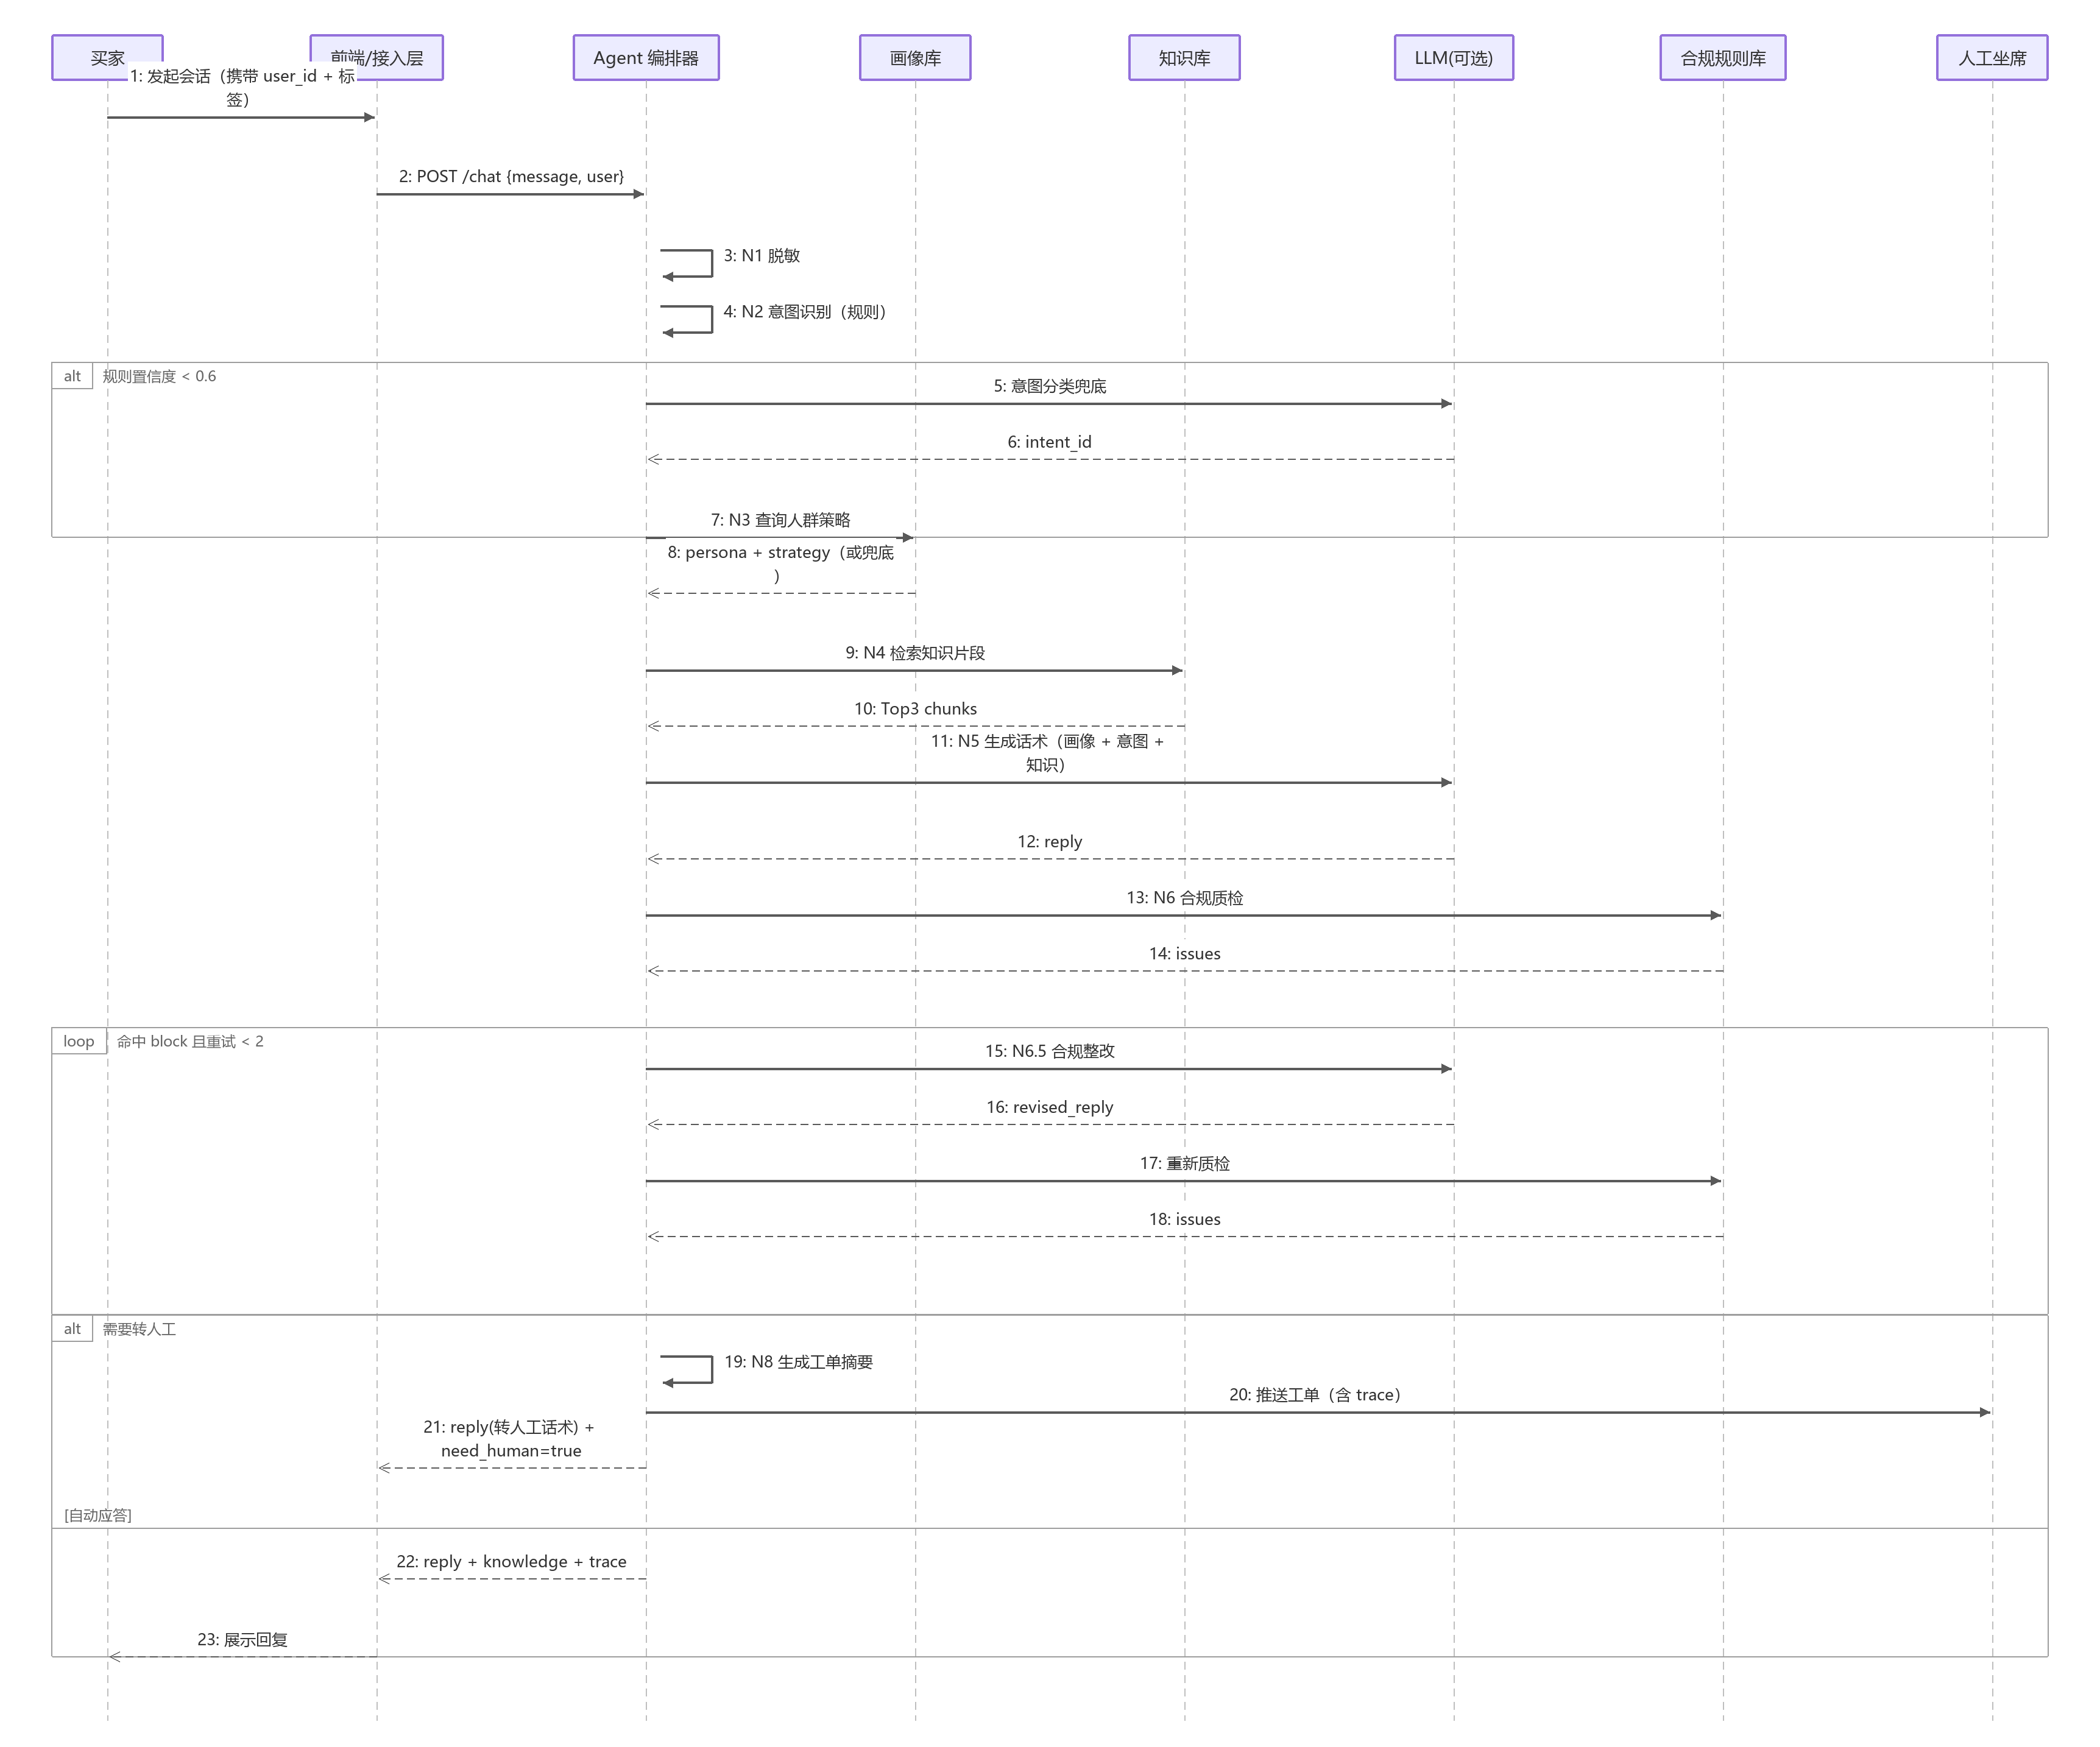 买家
前端/接入层
Agent 编排器
画像库
知识库
LLM(可选)
合规规则库
人工坐席
1: 发起会话（携带 user_id + 标
签）
2: POST /chat {message, user}
3: N1 脱敏
4: N2 意图识别（规则）
alt
规则置信度 < 0.6
5: 意图分类兜底
6: intent_id
7: N3 查询人群策略
8: persona + strategy（或兜底
）
9: N4 检索知识片段
10: Top3 chunks
11: N5 生成话术（画像 + 意图 +
知识）
12: reply
13: N6 合规质检
14: issues
loop
命中 block 且重试 < 2
15: N6.5 合规整改
16: revised_reply
17: 重新质检
18: issues
alt
需要转人工
19: N8 生成工单摘要
20: 推送工单（含 trace）
21: reply(转人工话术) +
need_human=true
[自动应答]
22: reply + knowledge + trace
23: 展示回复